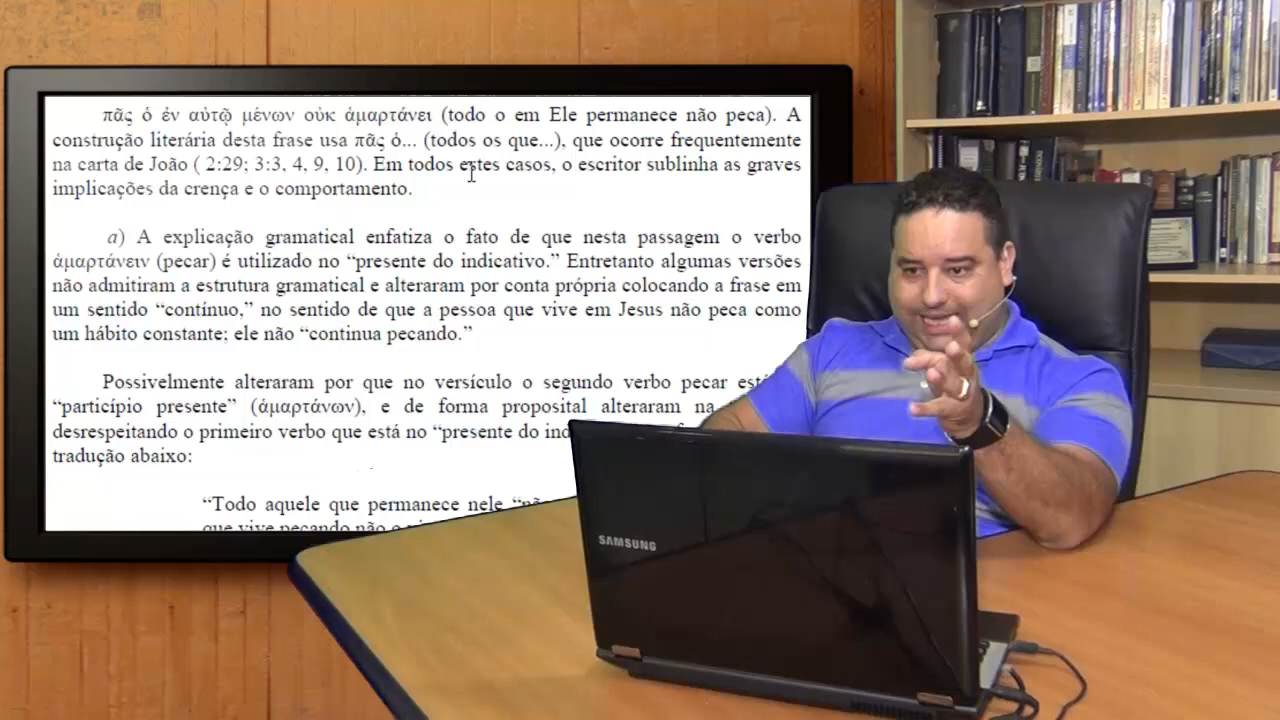 πᾶς ὁ ἐν αὐτῷ μένων οὐκ ἁμαρτάνει (todo o em Ele permanece não peca). A
construção literária desta frase usa πᾶς ὁ... (todos os que...), que ocorre frequentemente
na carta de João ( 2:29; 3:3, 4, 9, 10). Em todos estes casos, o escritor sublinha as graves
implicações da crença e o comportamento.
a) A explicação gramatical enfatiza o fato de que nesta passagem o verbo
ἁμαρτάνειν (pecar) é utilizado no “presente do indicativo.” Entretanto algumas versões
não admitiram a estrutura gramatical e alteraram por conta própria colocando a frase em
um sentido “contínuo,” no sentido de que a pessoa que vive em Jesus não peca como
um hábito constante; ele não “continua pecando.”
Possivelmente alteraram por que no versículo o segundo verbo pecar
“particípio presente” (ἁμαρτάνων), e de forma proposital alteraram na
desrespeitando o primeiro verbo que está no “presente do
tradução abaixo:
“Todo aquele que permanece nele
que vive pecando não o
SAMSUNG